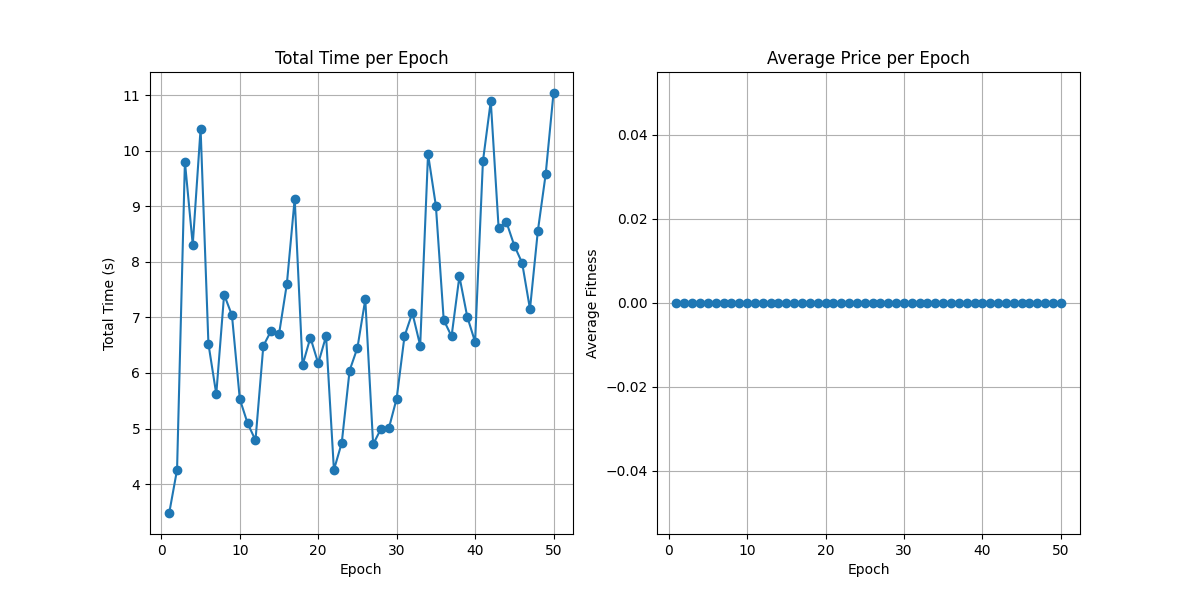 Total Time per Epoch
Total Time (s)
11
10
9
8
7
6
5
4
0 10 20 30 40 50
Epoch
Average Price per Epoch
Average Fitness
0.04
0.02
0.00
−0.02
−0.04
0 10 20 30 40 50
Epoch